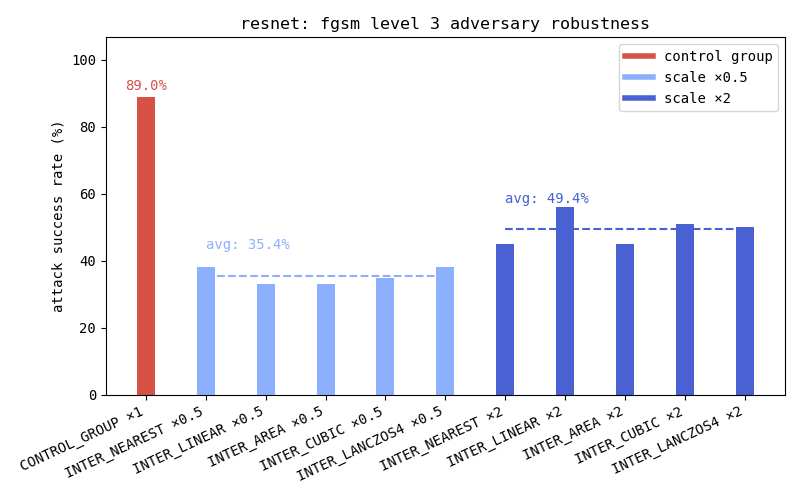 resnet: fgsm level 3 adversary robustness
attack success rate (%)
100
80
60
40
20
0
89.0%
avg: 35.4%
avg: 49.4%
control group
scale ×0.5
scale ×2
CONTROL_GROUP ×1
INTER_NEAREST ×0.5
INTER_LINEAR ×0.5
INTER_AREA ×0.5
INTER_CUBIC ×0.5
INTER_LANCZOS4 ×0.5
INTER_NEAREST ×2
INTER_LINEAR ×2
INTER_AREA ×2
INTER_CUBIC ×2
INTER_LANCZOS4 ×2